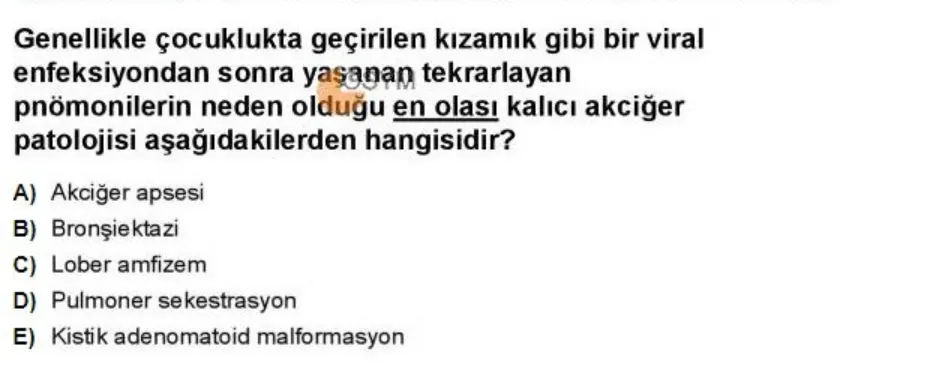 Genellikle çocuklukta geçirilen kızamık gibi bir viral
enfeksiyondan sonra yaşanan tekrarlayan
pnömonilerin neden olduğu en olası kalıcı akciğer
patolojisi aşağıdakilerden hangisidir?
A) Akciğer apsesi
B) Bronşiektazi
C) Lober amfizem
D) Pulmoner sekestrasyon
E) Kistik adenomatoid malformasyon